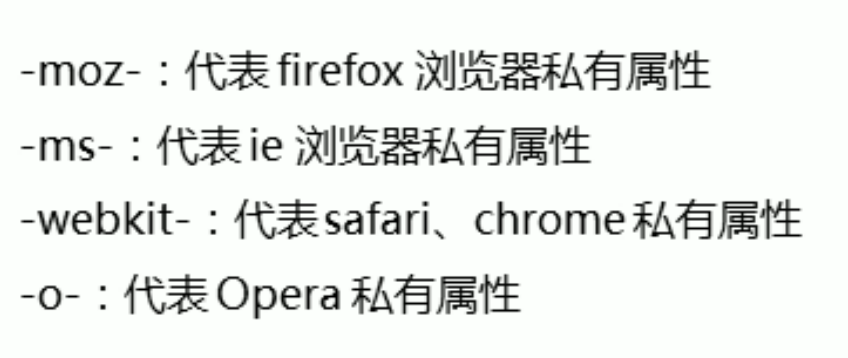 -moz-：代表 firefox 浏览器私有属性
-ms-：代表 ie 浏览器私有属性
-webkit-：代表 safari、chrome 私有属性
-o-：代表 Opera 私有属性